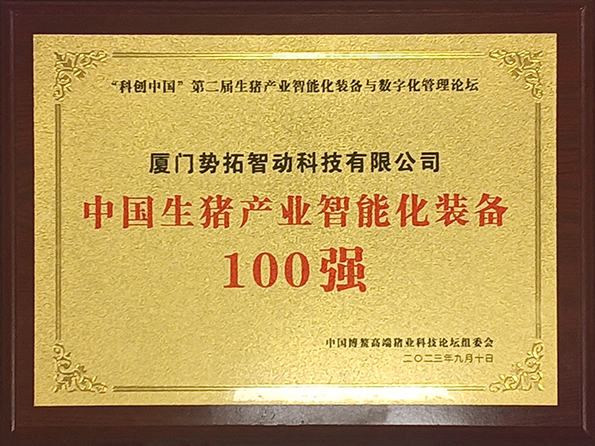 “科创中国”第二届生猪产业智能化装备与数字化管理论坛
厦门势拓智动科技有限公司
中国生猪产业智能化装备
100强
中国博鳌高端猪业科技论坛组委会
二〇二三年九月十日